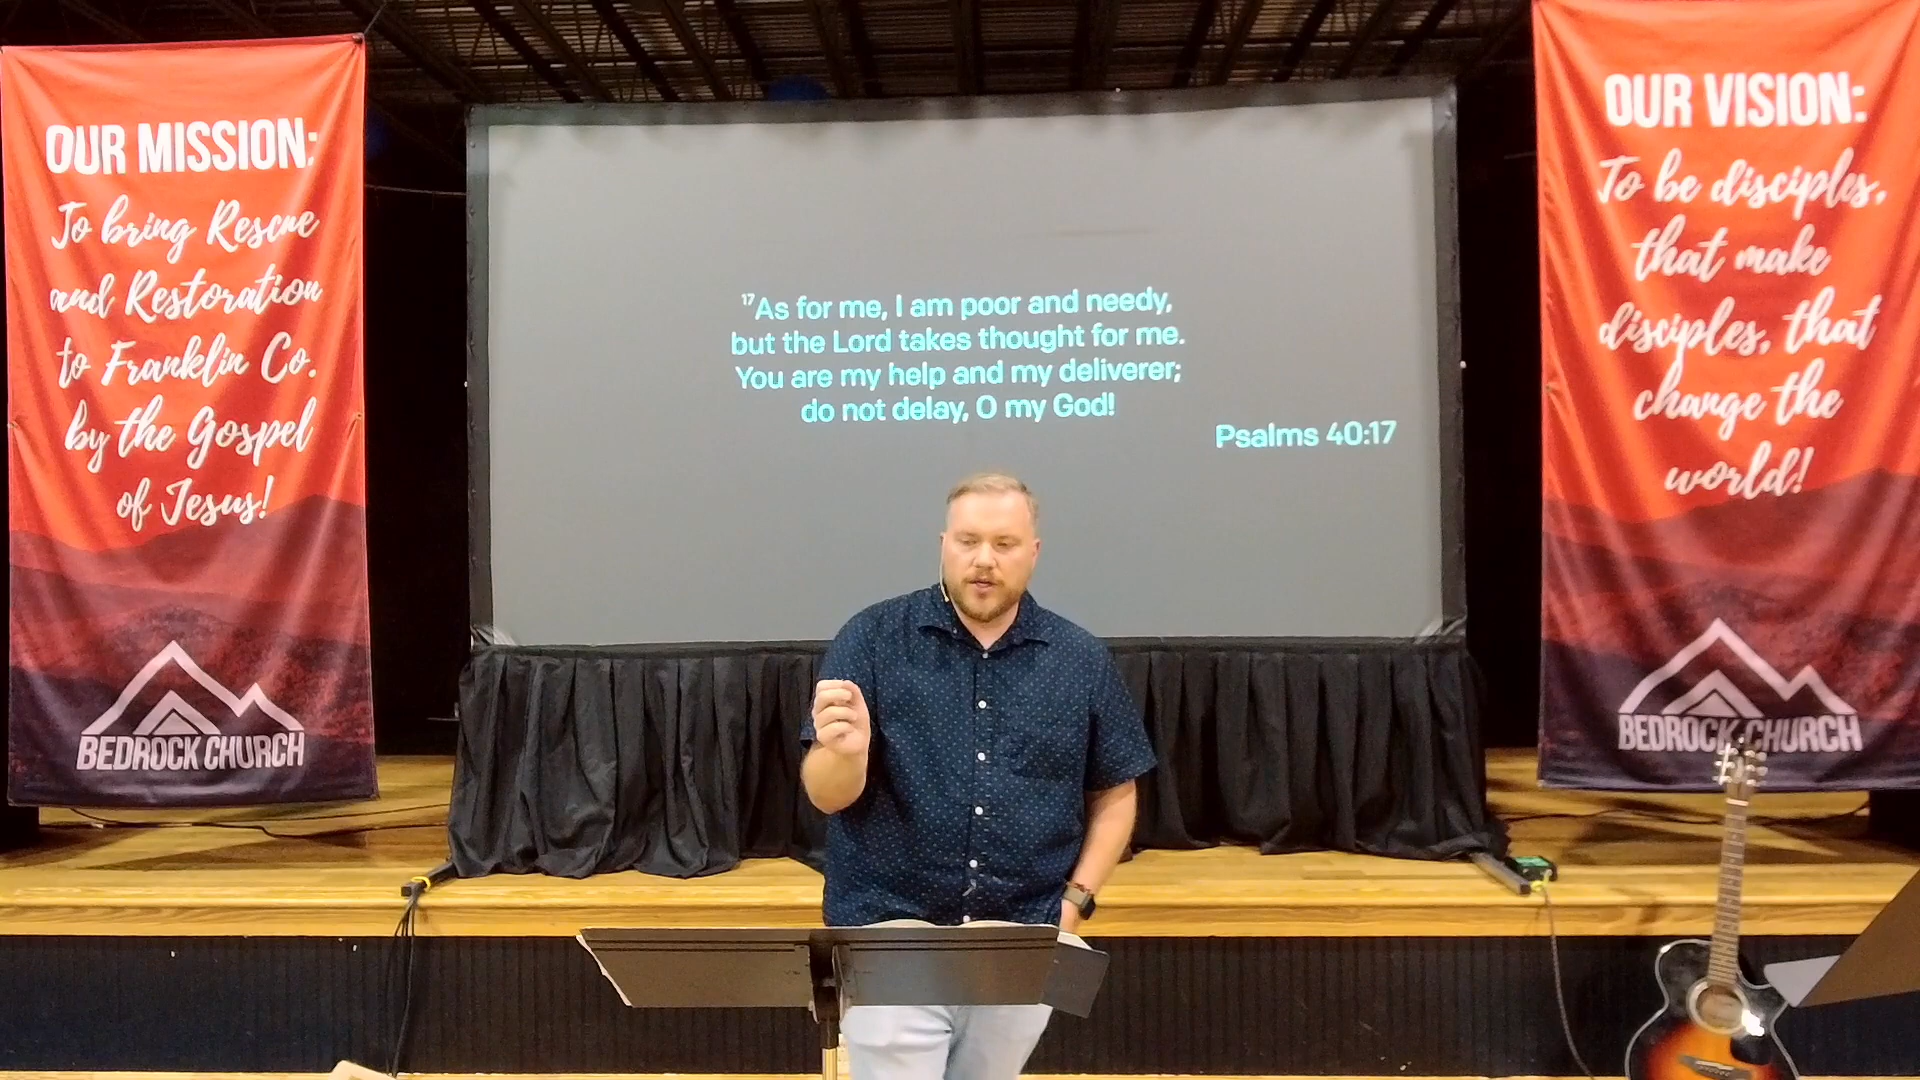 OUR MISSION:
To bring Rescue
and Restoration
to Franklin Co.
by the Gospel
of Jesus!
BEDROCK CHURCH
17As for me, I am poor and needy,
but the Lord takes thought for me.
You are my help and my deliverer;
do not delay, O my God!
Psalms 40:17
OUR VISION:
To be disciples,
that make
disciples, that
change the
world!
BEDROCK CHURCH